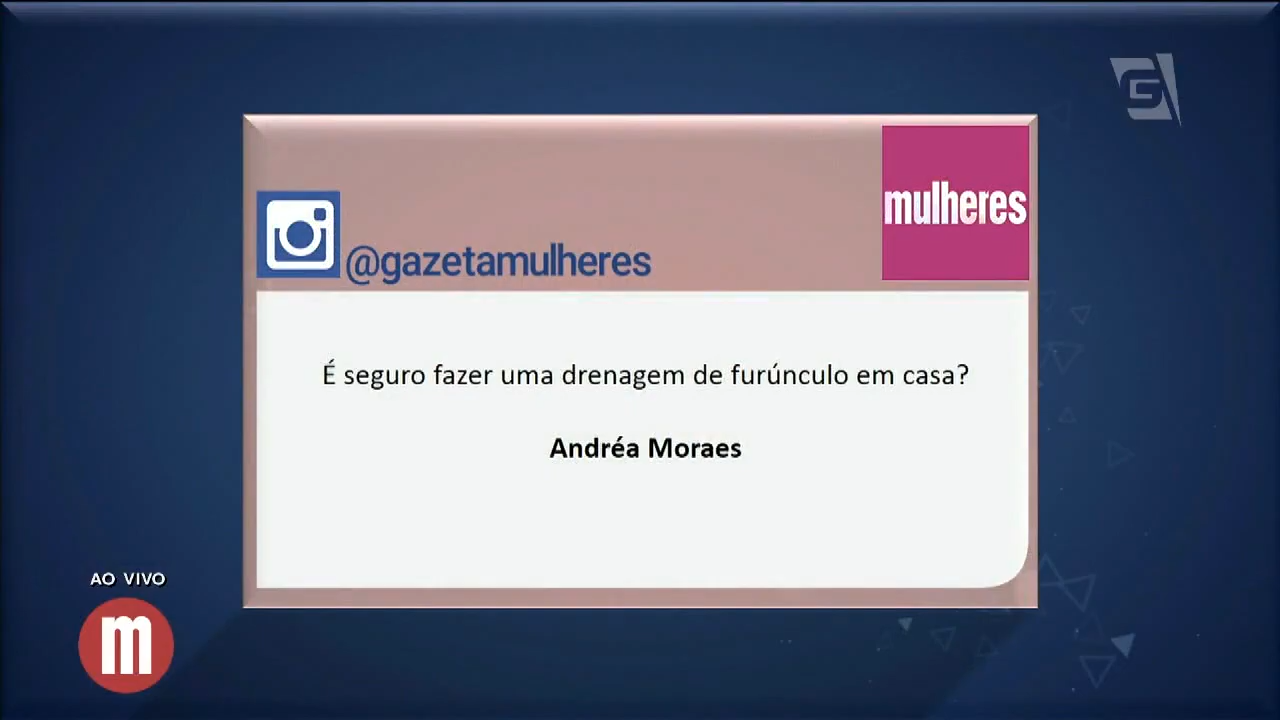 mulheres
@gazetamulheres
É seguro fazer uma drenagem de furúnculo em casa?
Andréa Moraes
AO VIVO
m